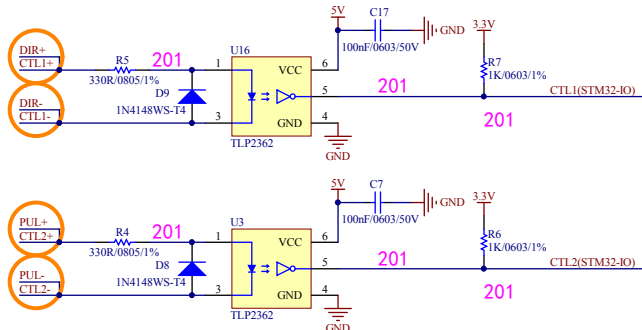 5V
C17
GND
100nF/0603/50V
3.3V
DIR+
CTL1+
R5
201
330R/0805/1%
U16
1
VCC
6
R7
1K/0603/1%
D9
1N4148WS-T4
5
201
CTL1(STM32-IO)
DIR-
CTL1-
3
GND
4
201
TLP2362
GND
5V
C7
GND
100nF/0603/50V
3.3V
PUL+
CTL2+
R4
201
330R/0805/1%
U3
1
VCC
6
R6
1K/0603/1%
D8
1N4148WS-T4
5
201
CTL2(STM32-IO)
PUL-
CTL2-
3
GND
4
201
TLP2362
GND